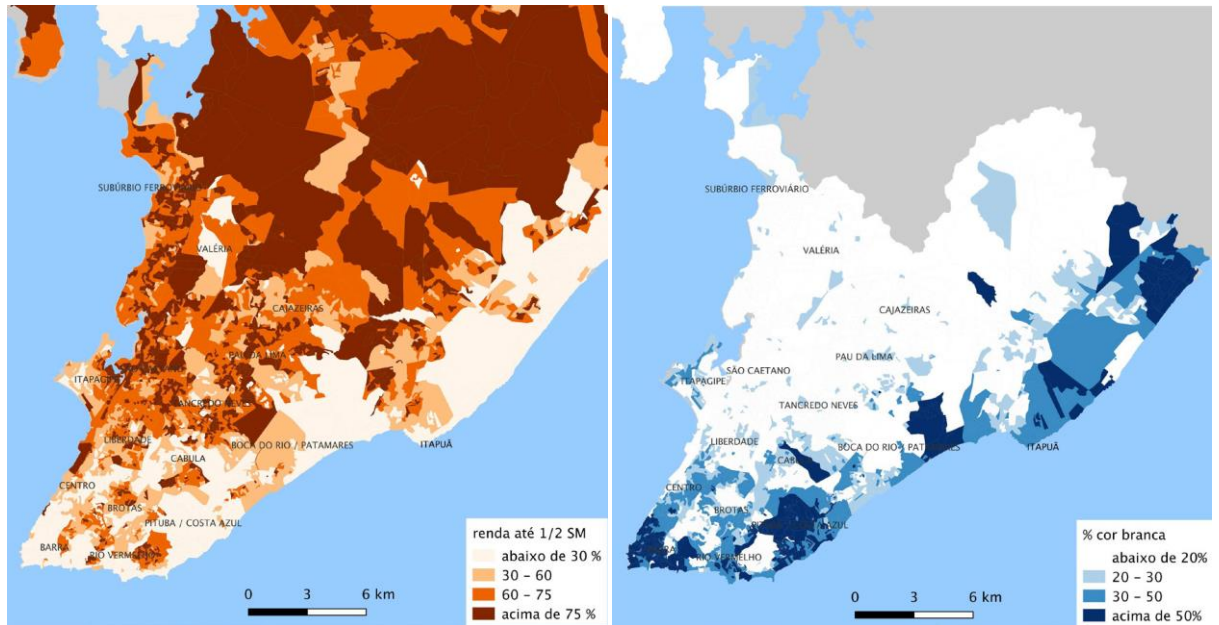 SUBÚRBIO FERROVIÁRIO
VALÉRIA
CAJAZEIRAS
PAU DA LIMA
ITAPAGIPE
TANCREDO NEVES
LIBERDADE
BOCA DO RIO / PATAMARES
ITAPUÃ
CABULA
CENTRO
BROTAS
PITUBA / COSTA AZUL
BARRA
RIO VERMELHO
renda até 1/2 SM
abaixo de 30 %
30 – 60
60 – 75
acima de 75 %
0 3 6 km
SUBÚRBIO FERROVIÁRIO
VALÉRIA
CAJAZEIRAS
PAU DA LIMA
SÃO CAETANO
ITAPAGIPE
TANCREDO NEVES
LIBERDADE
BOCA DO RIO / PATAMARES
ITAPUÃ
CENTRO
BROTAS
RIO VERMELHO
% cor branca
abaixo de 20%
20 – 30
30 – 50
acima de 50%
0 3 6 km